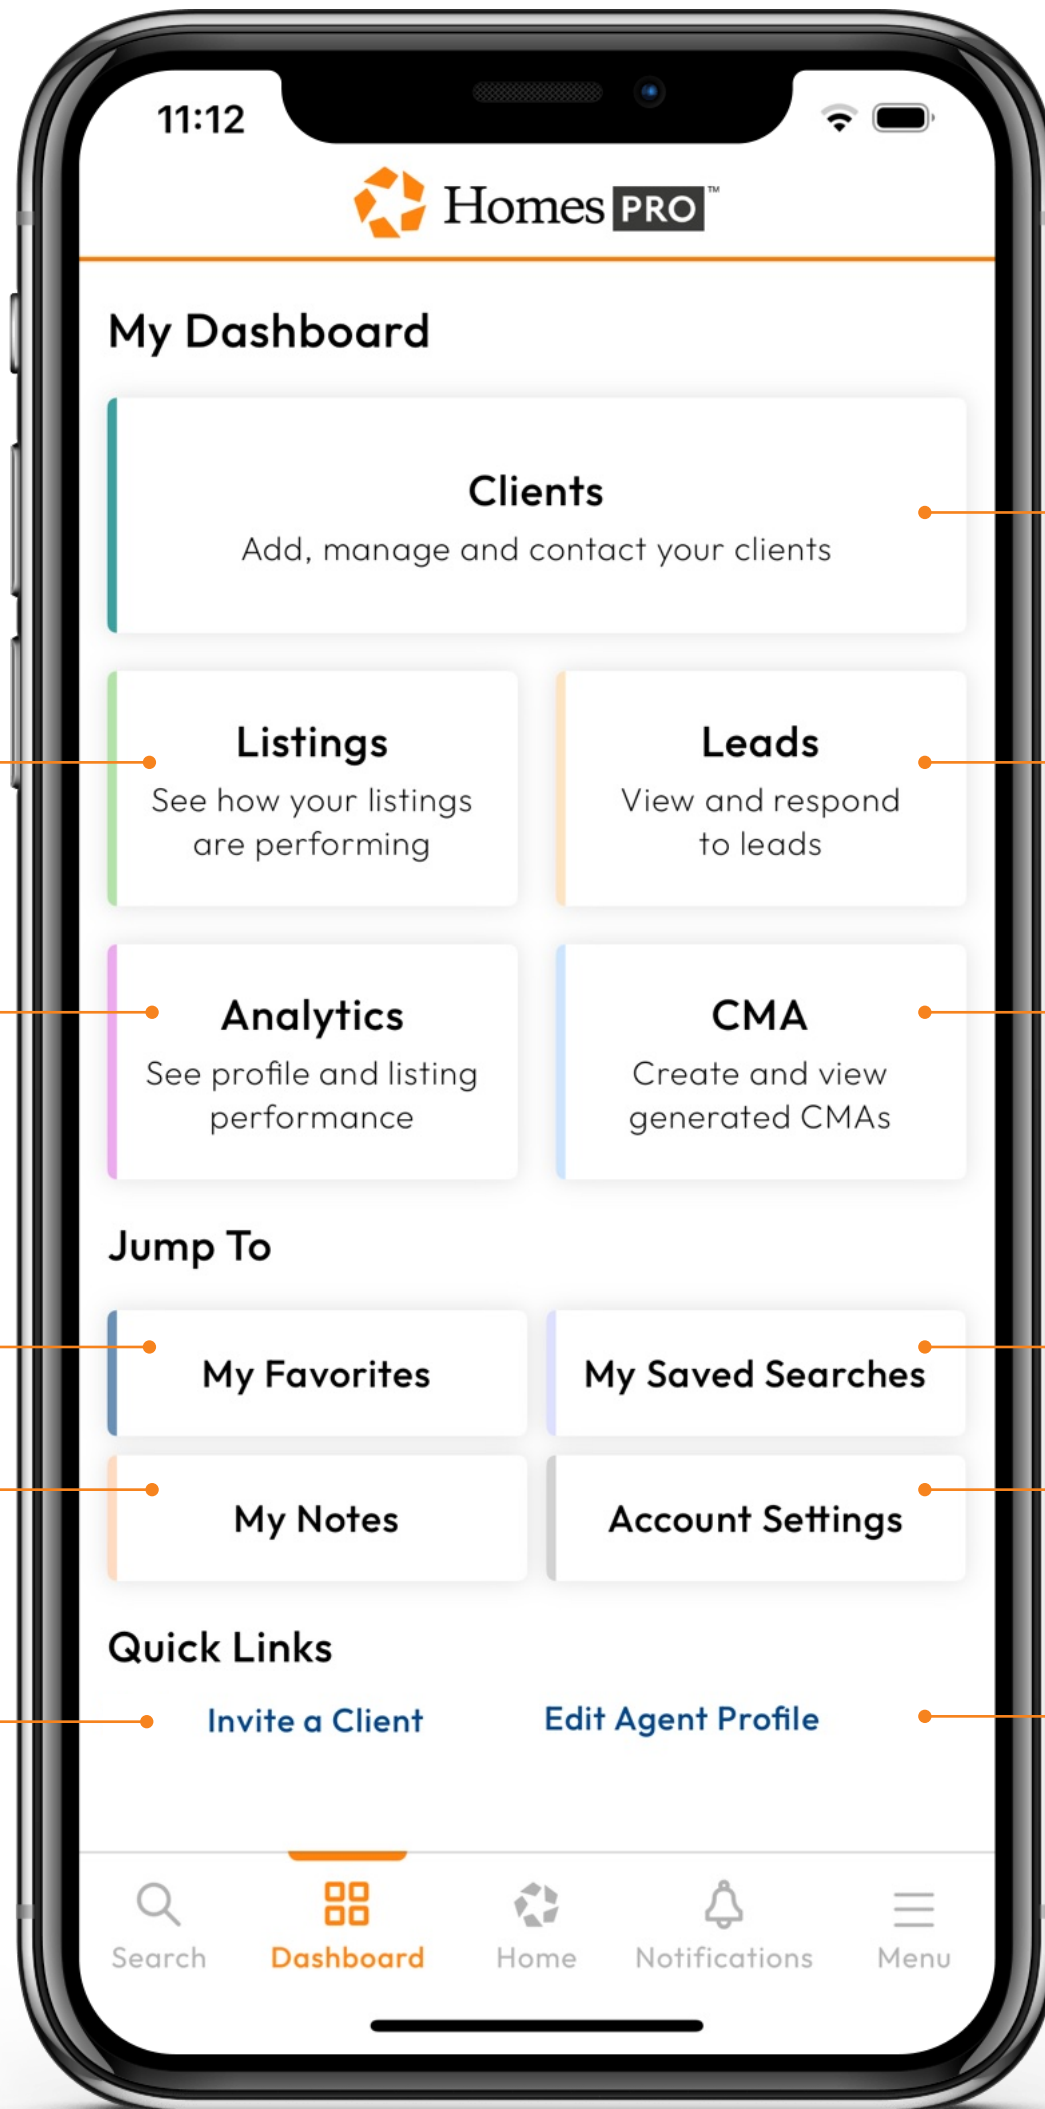 11:12
Homes PRO™
My Dashboard
Clients
Add, manage and contact your clients
Listings
See how your listings
are performing
Leads
View and respond
to leads
Analytics
See profile and listing
performance
CMA
Create and view
generated CMAs
Jump To
My Favorites
My Saved Searches
My Notes
Account Settings
Quick Links
Invite a Client
Edit Agent Profile
Search
Dashboard
Home
Notifications
Menu